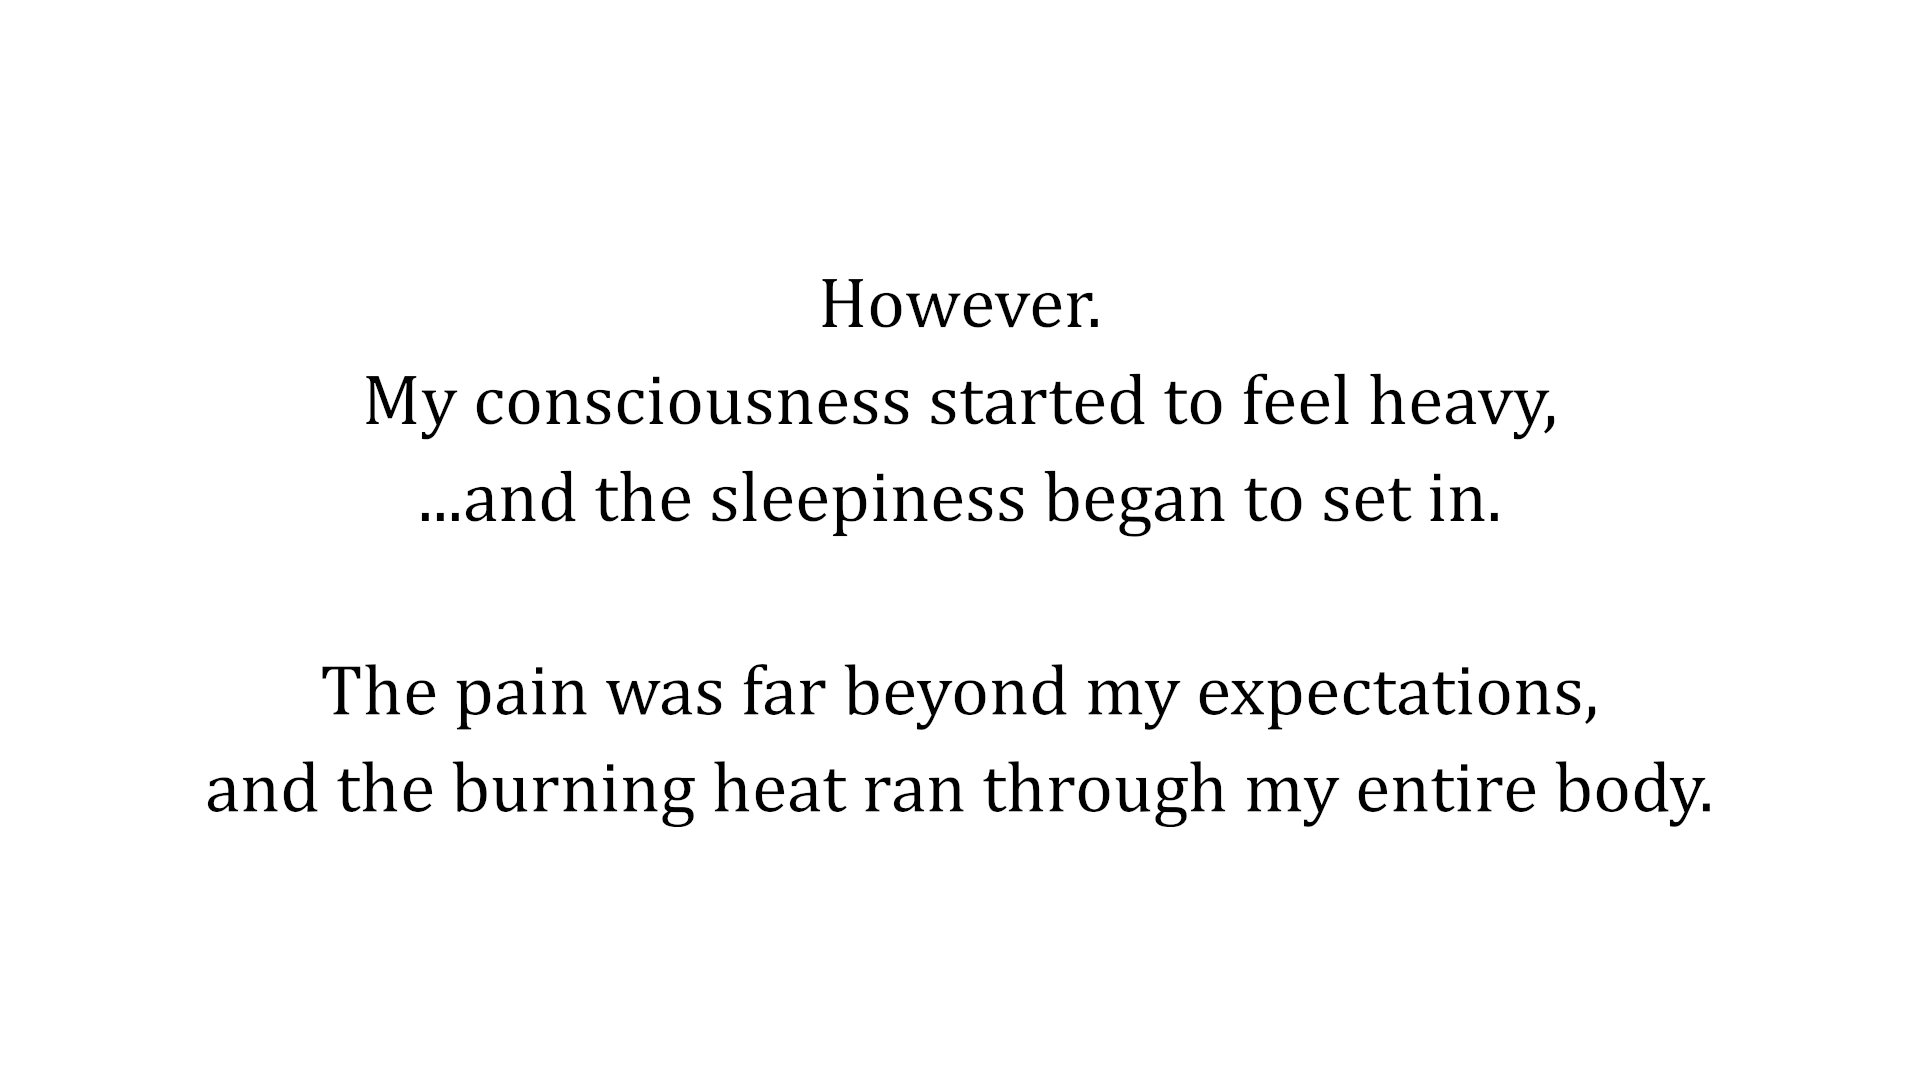 However.
My consciousness started to feel heavy,
...and the sleepiness began to set in.
The pain was far beyond my expectations,
and the burning heat ran through my entire body.